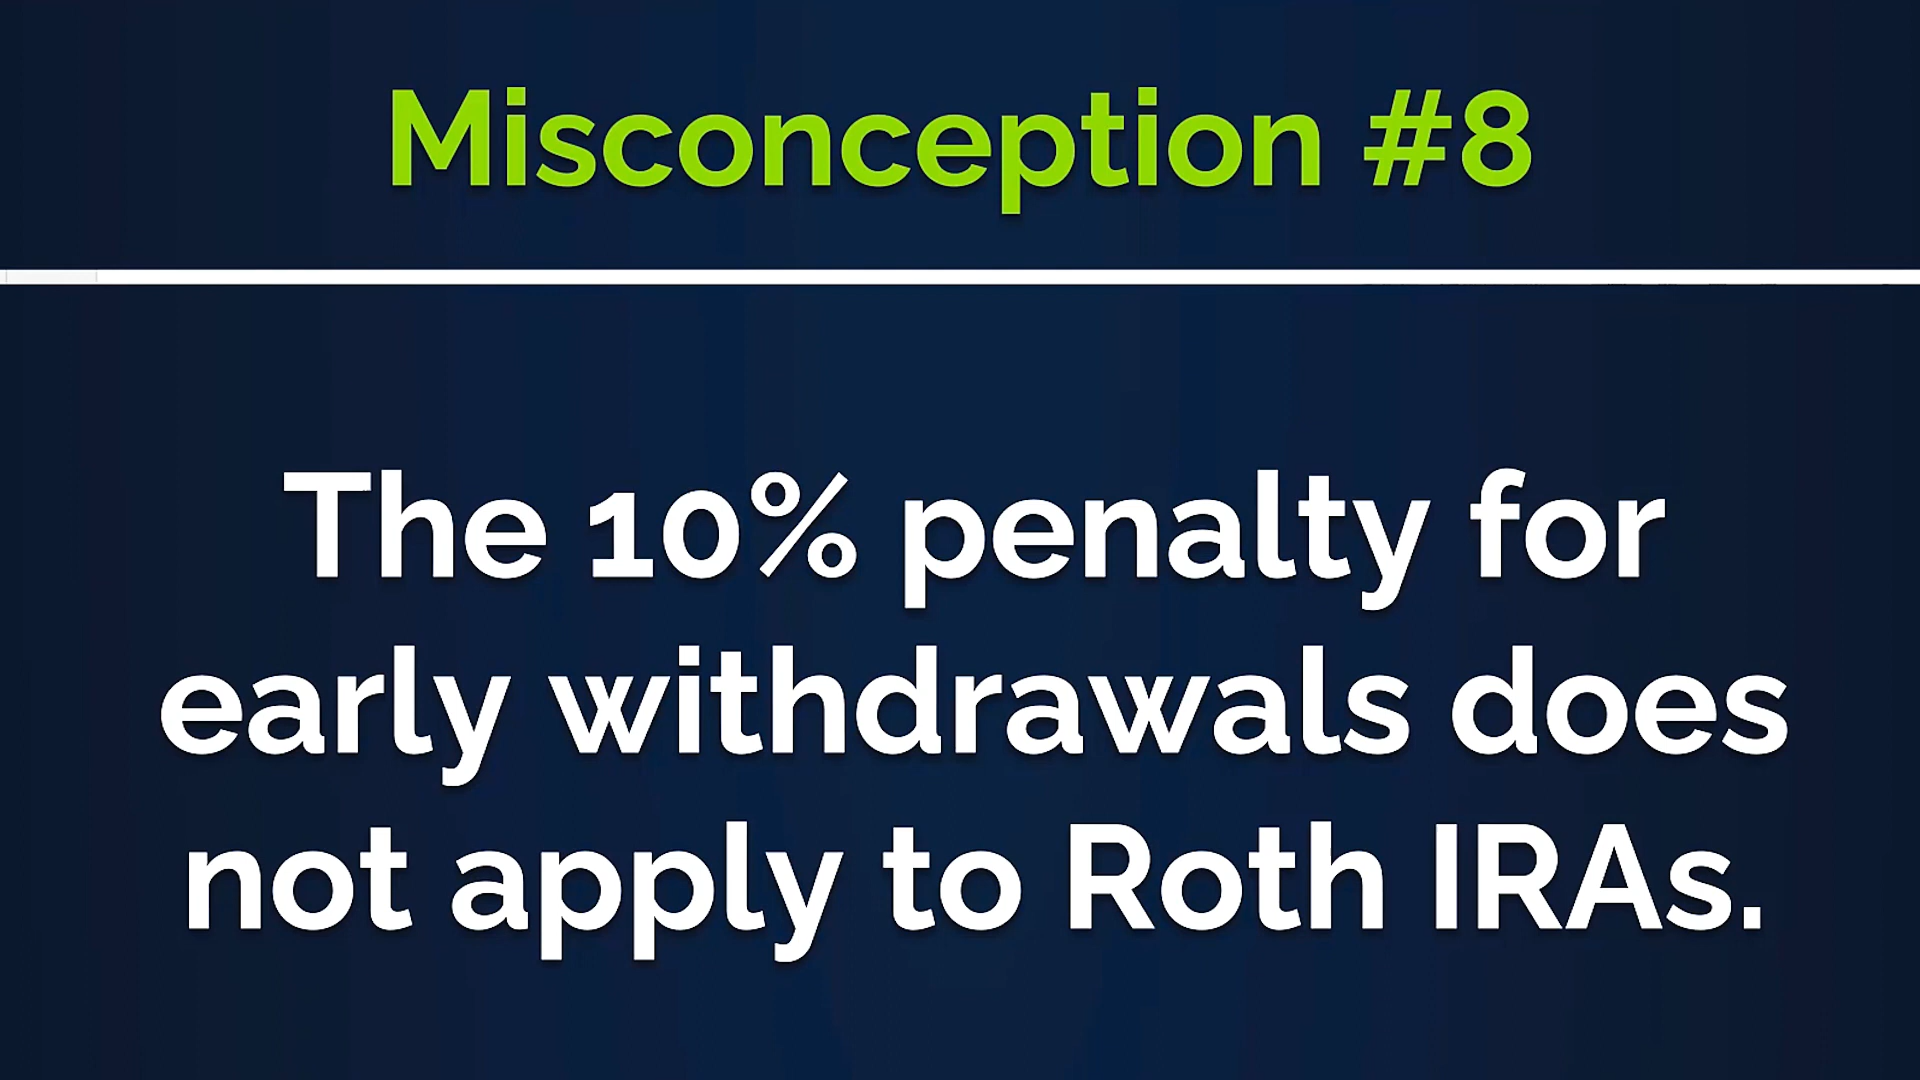 Misconception #8
The 10% penalty for
early withdrawals does
not apply to Roth IRAs.